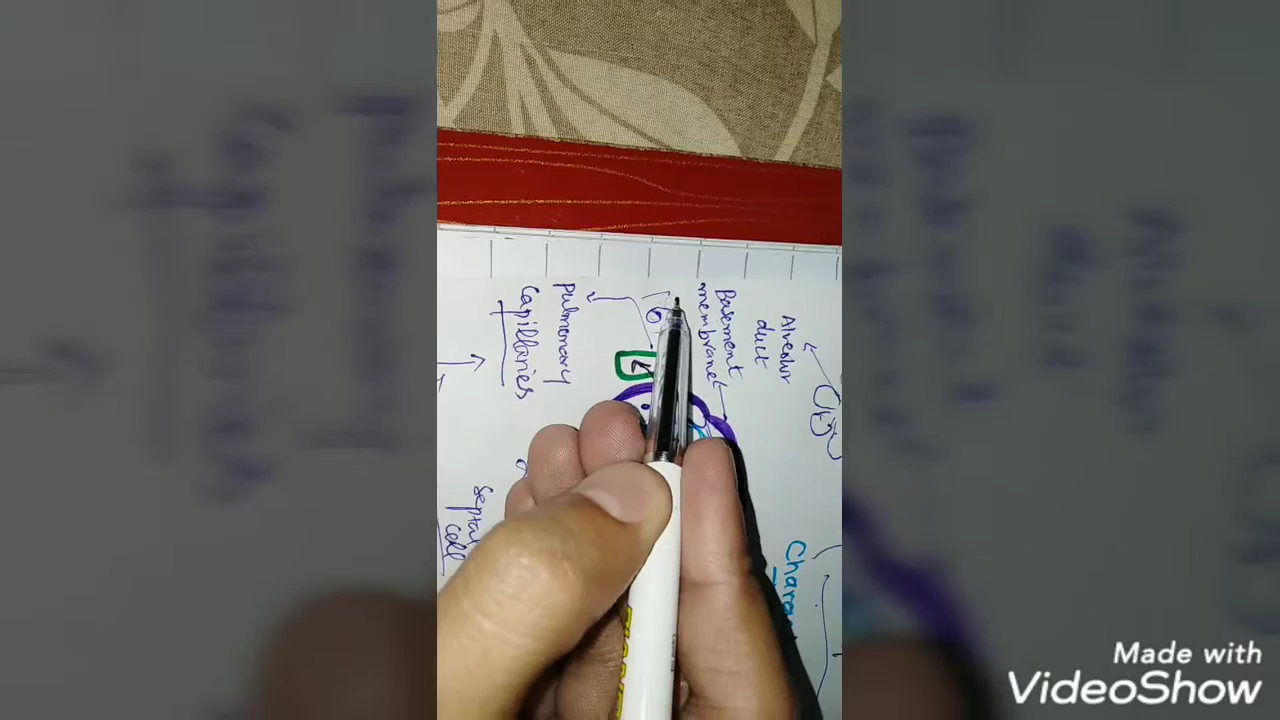 Alveolar
duct
Basement
membrane
Pulmonary
Capillaries
Septal
cell
Made with
VideoShow